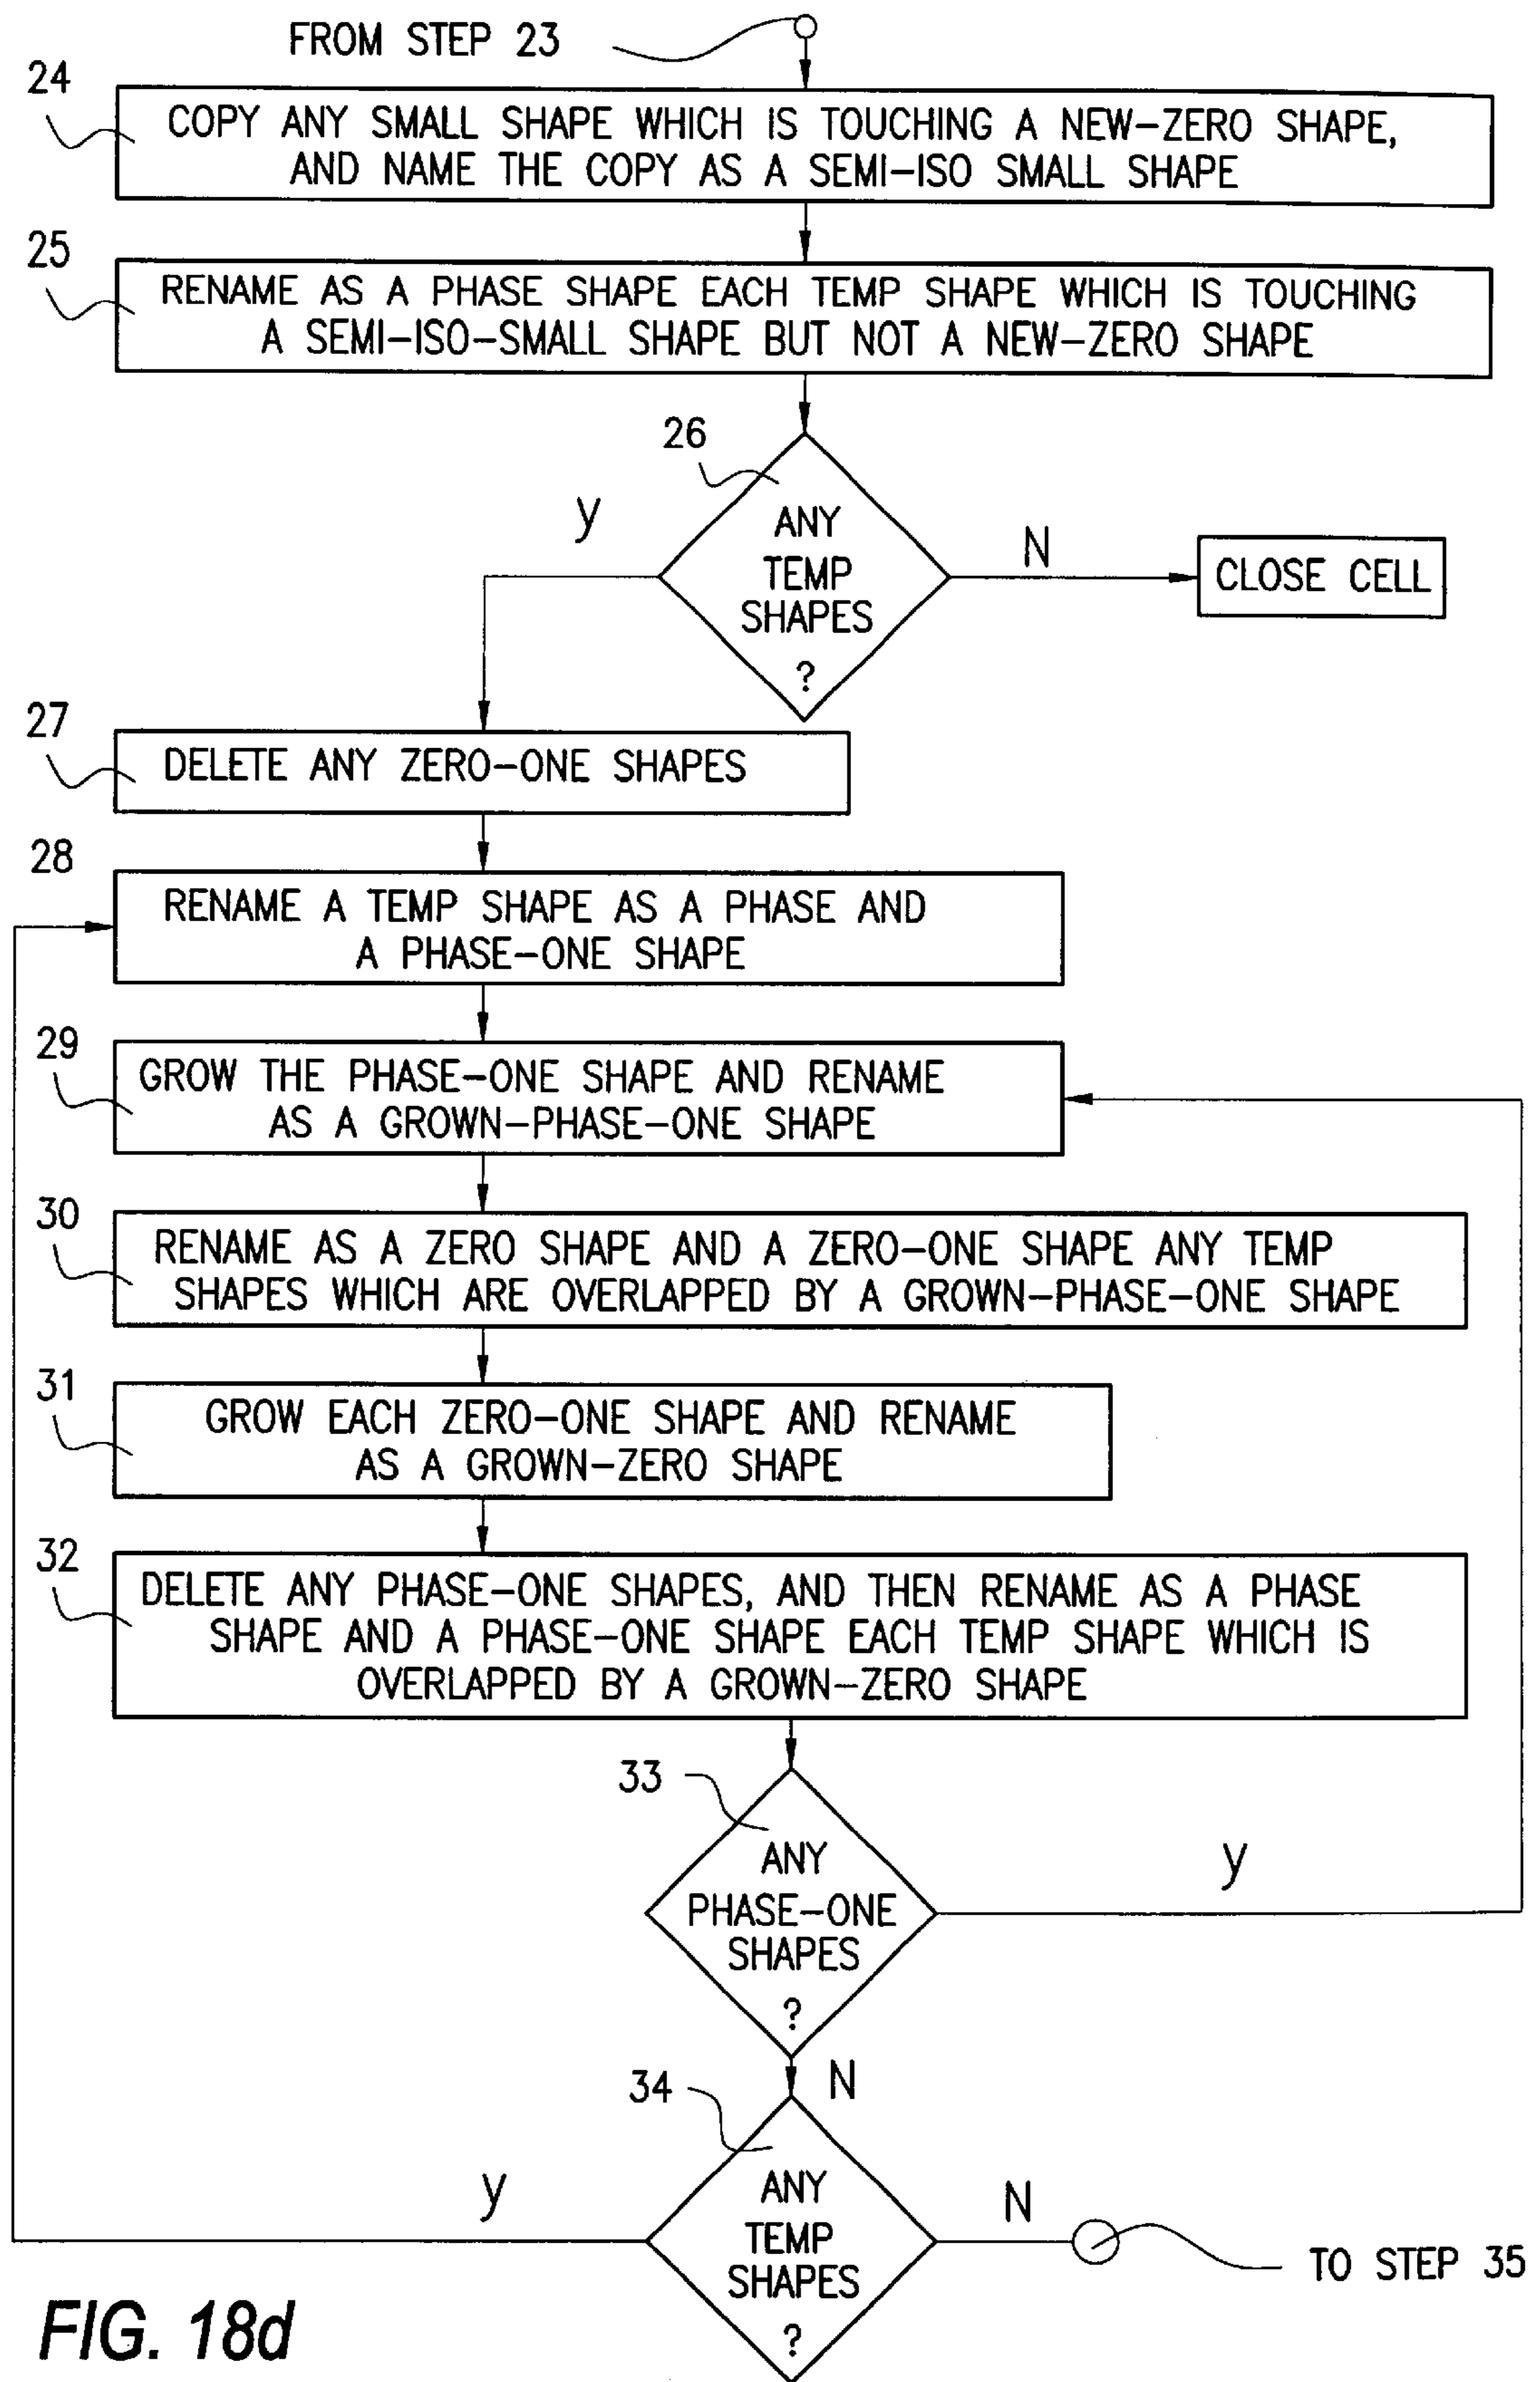 FROM STEP 23
24
COPY ANY SMALL SHAPE WHICH IS TOUCHING A NEW-ZERO SHAPE,
AND NAME THE COPY AS A SEMI-ISO SMALL SHAPE
25
RENAME AS A PHASE SHAPE EACH TEMP SHAPE WHICH IS TOUCHING
A SEMI-ISO-SMALL SHAPE BUT NOT A NEW-ZERO SHAPE
26
ANY
TEMP
SHAPES
?
y
N
CLOSE CELL
27
DELETE ANY ZERO-ONE SHAPES
28
RENAME A TEMP SHAPE AS A PHASE AND
A PHASE-ONE SHAPE
29
GROW THE PHASE-ONE SHAPE AND RENAME
AS A GROWN-PHASE-ONE SHAPE
30
RENAME AS A ZERO SHAPE AND A ZERO-ONE SHAPE ANY TEMP
SHAPES WHICH ARE OVERLAPPED BY A GROWN-PHASE-ONE SHAPE
31
GROW EACH ZERO-ONE SHAPE AND RENAME
AS A GROWN-ZERO SHAPE
32
DELETE ANY PHASE-ONE SHAPES, AND THEN RENAME AS A PHASE
SHAPE AND A PHASE-ONE SHAPE EACH TEMP SHAPE WHICH IS
OVERLAPPED BY A GROWN-ZERO SHAPE
33
ANY
PHASE-ONE
SHAPES
?
y
N
34
ANY
TEMP
SHAPES
?
y
N
TO STEP 35
FIG. 18d